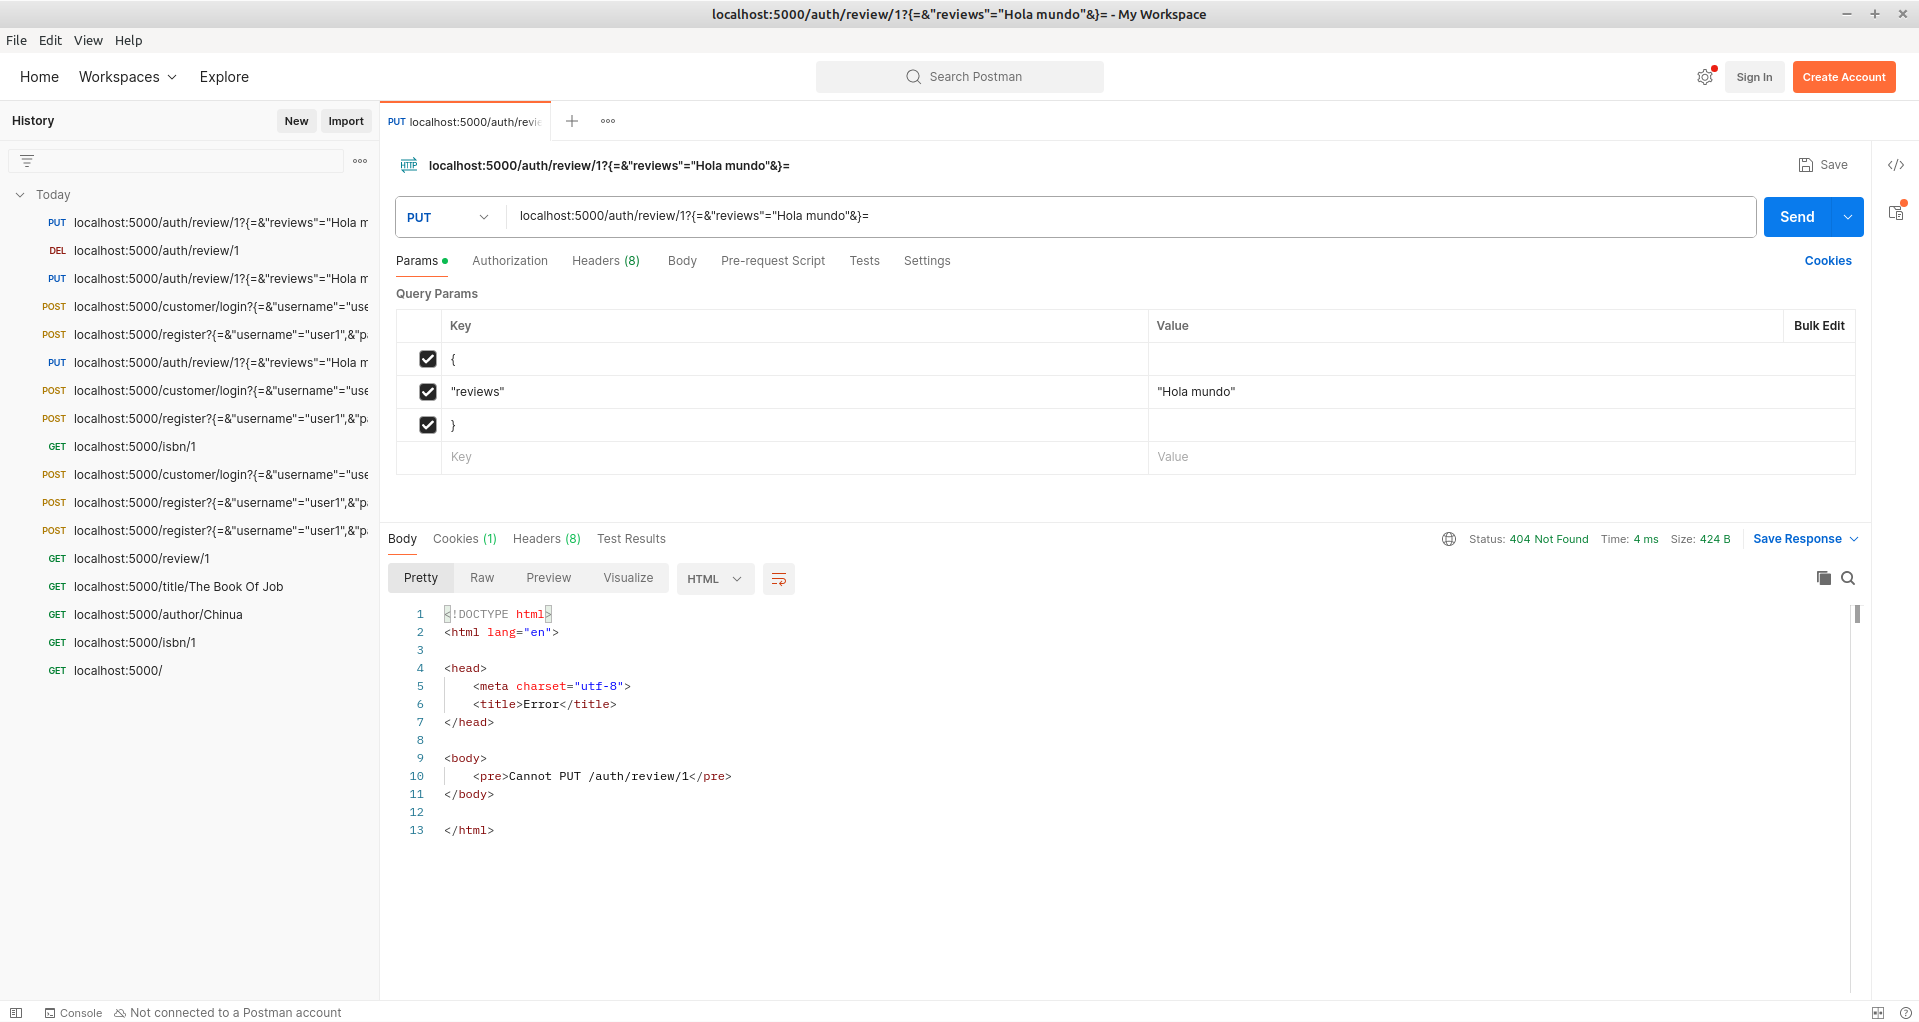 localhost:5000/auth/review/1?{=&"reviews"="Hola mundo"&}= - My Workspace
File Edit View Help
Home Workspaces Explore
Search Postman
Sign In
Create Account
History
New
Import
Today
PUT localhost:5000/auth/review/1?{=&"reviews"="Hola m
DEL localhost:5000/auth/review/1
PUT localhost:5000/auth/review/1?{=&"reviews"="Hola m
POST localhost:5000/customer/login?{=&"username"="use
POST localhost:5000/register?{=&"username"="user1",&"pa
PUT localhost:5000/auth/review/1?{=&"reviews"="Hola m
POST localhost:5000/customer/login?{=&"username"="use
POST localhost:5000/register?{=&"username"="user1",&"pa
GET localhost:5000/isbn/1
POST localhost:5000/customer/login?{=&"username"="use
POST localhost:5000/register?{=&"username"="user1",&"pa
POST localhost:5000/register?{=&"username"="user1",&"pa
GET localhost:5000/review/1
GET localhost:5000/title/The Book Of Job
GET localhost:5000/author/Chinua
GET localhost:5000/isbn/1
GET localhost:5000/
PUT localhost:5000/auth/revie
HTTP localhost:5000/auth/review/1?{=&"reviews"="Hola mundo"&}=
Save
PUT localhost:5000/auth/review/1?{=&"reviews"="Hola mundo"&}=
Send
Params Authorization Headers (8) Body Pre-request Script Tests Settings
Cookies
Query Params
Key Value Bulk Edit
{
"reviews" "Hola mundo"
}
Key Value
Body Cookies (1) Headers (8) Test Results
Status: 404 Not Found Time: 4 ms Size: 424 B Save Response
Pretty Raw Preview Visualize HTML
1 <!DOCTYPE html>
2 <html lang="en">
3
4 <head>
5 <meta charset="utf-8">
6 <title>Error</title>
7 </head>
8
9 <body>
10 <pre>Cannot PUT /auth/review/1</pre>
11 </body>
12
13 </html>
Console
Not connected to a Postman account